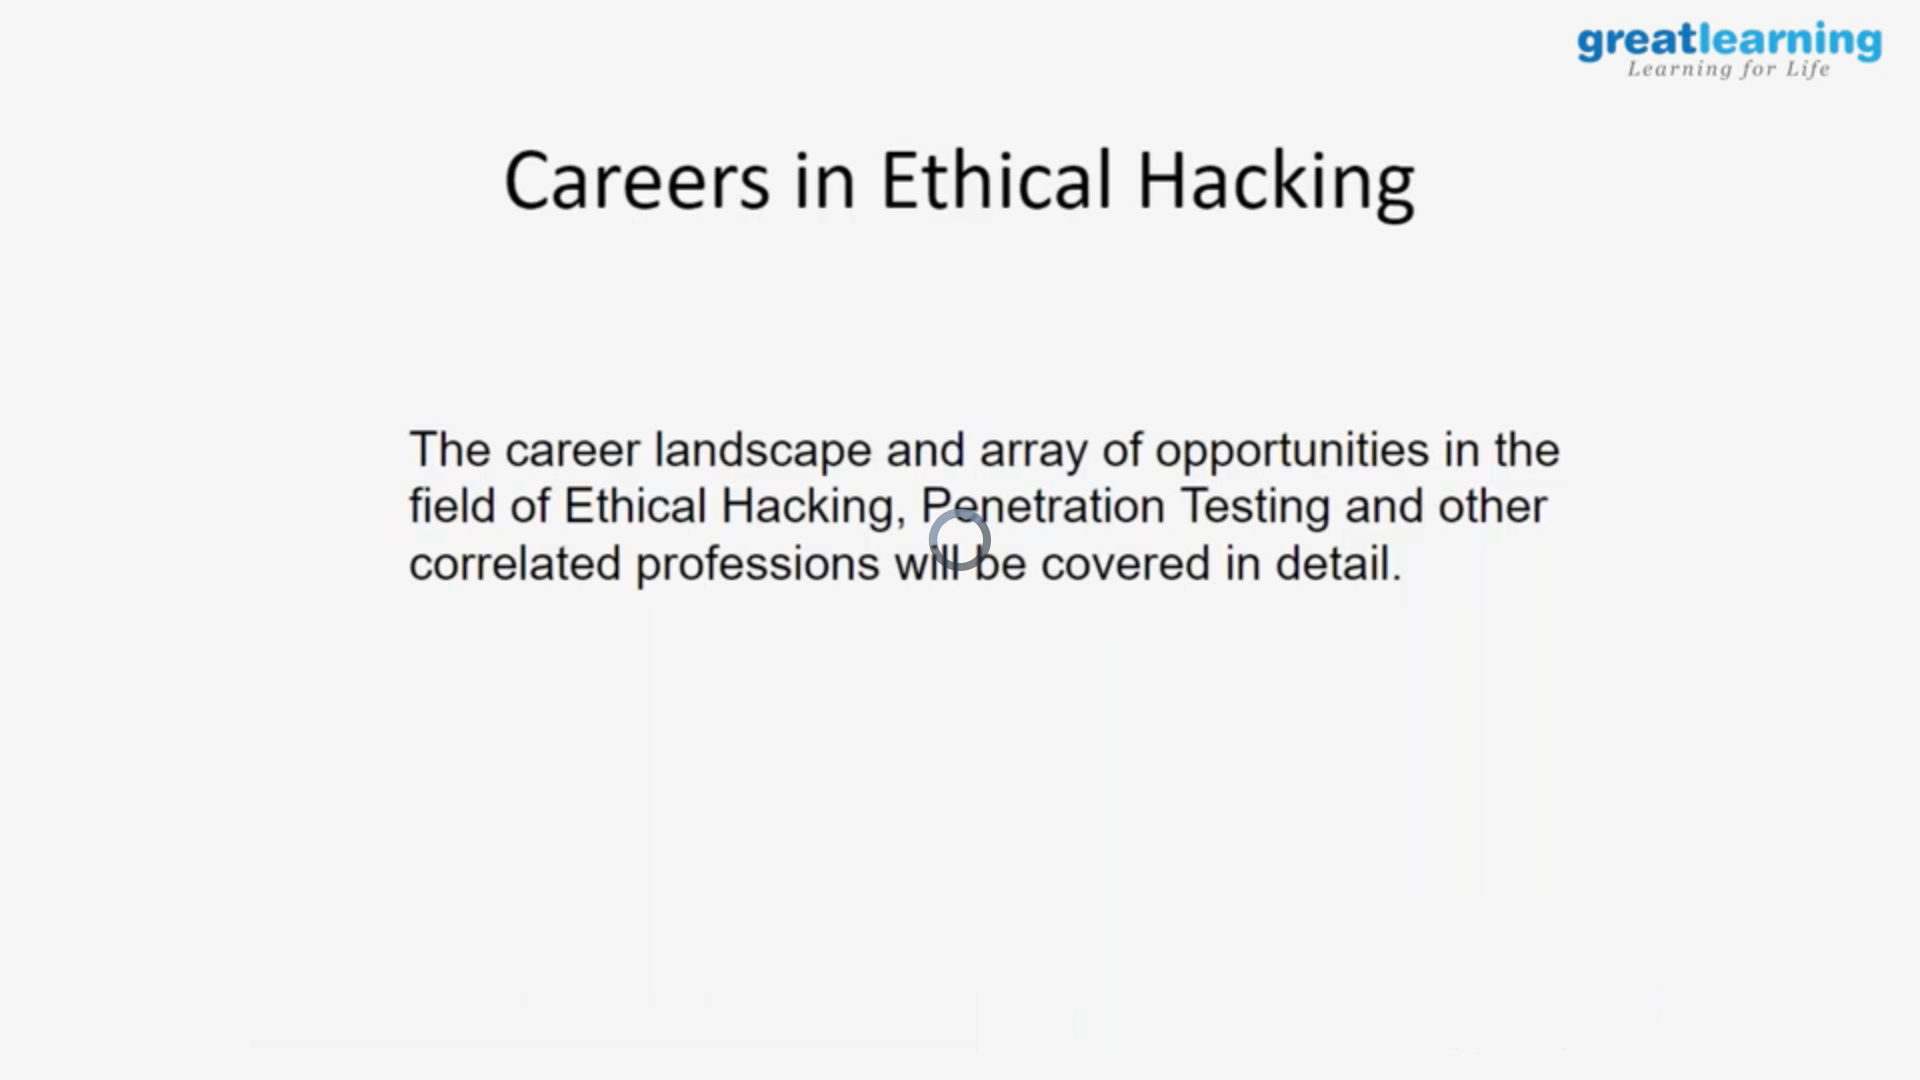 greatlearning
Learning for Life
Careers in Ethical Hacking
The career landscape and array of opportunities in the
field of Ethical Hacking, Penetration Testing and other
correlated professions will be covered in detail.